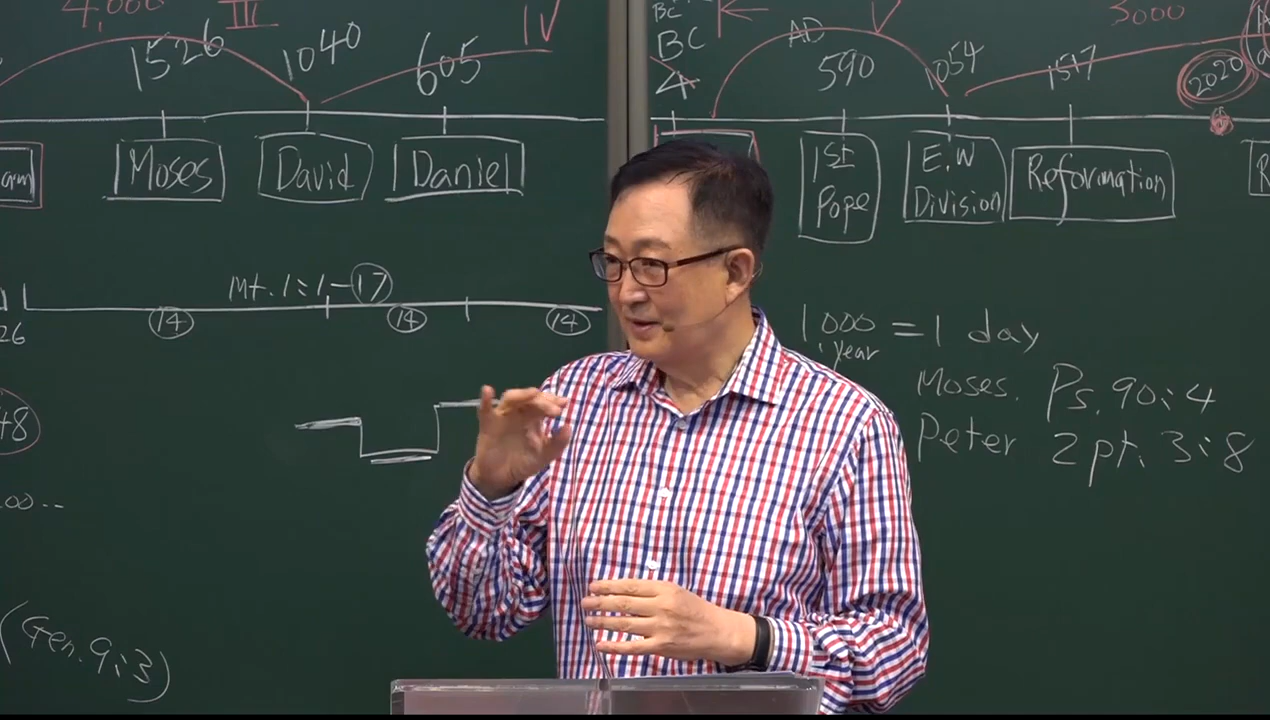 4,000
III
IV
1526
1040
605
Moses
David
Daniel
Mt. 1:1-17
14
14
14
26
48
(Gen. 9:3)
BC
BC
4
AD
V
3000
590
1054
1517
2020
1st
Pope
E.W
Division
Reformation
1,000 = 1 day
year
Moses. Ps. 90:4
Peter 2pt. 3:8